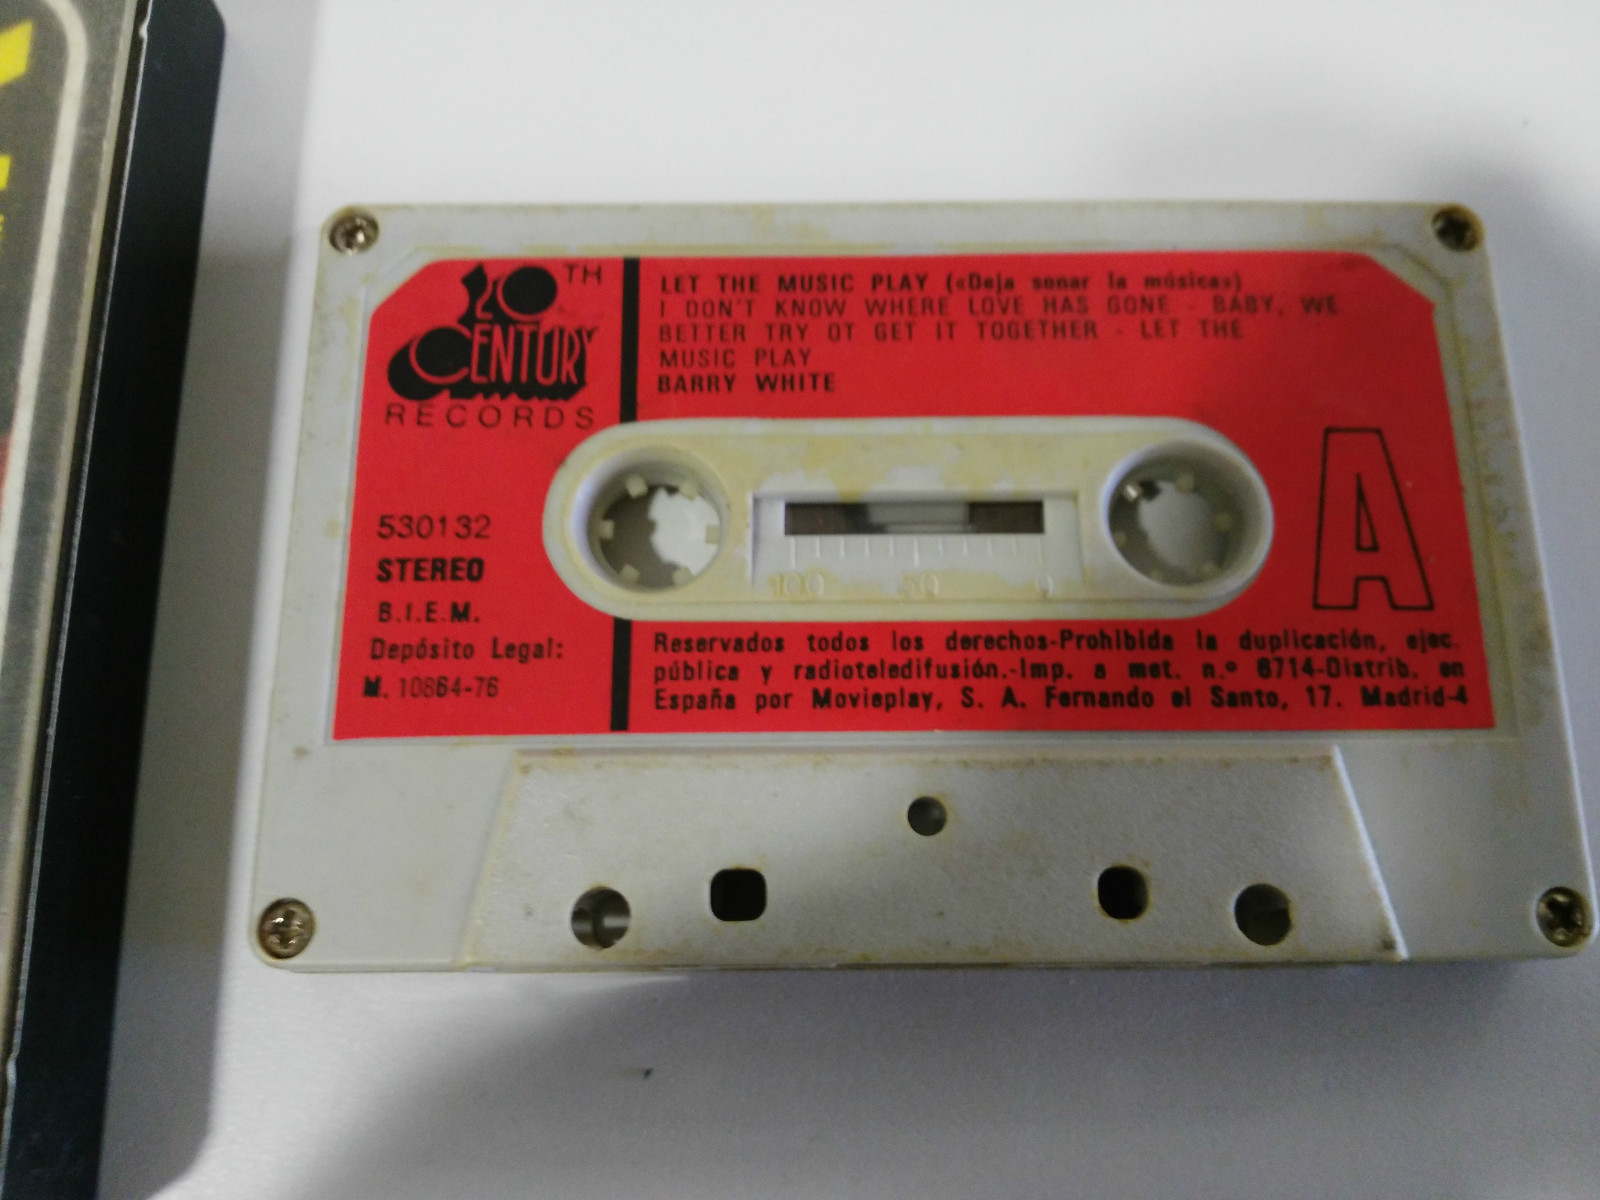 20TH
CENTURY
RECORDS
LET THE MUSIC PLAY («Deja sonar la música»)
I DON'T KNOW WHERE LOVE HAS GONE - BABY, WE
BETTER TRY OT GET IT TOGETHER - LET THE
MUSIC PLAY
BARRY WHITE
A
530132
STEREO
B.I.E.M.
Depósito Legal:
M. 10864-76
100 50 0
Reservados todos los derechos-Prohibida la duplicación, ejec.
pública y radioteledifusión.-Imp. a met. n.º 6714-Distrib. en
España por Movieplay, S. A. Fernando el Santo, 17. Madrid-4